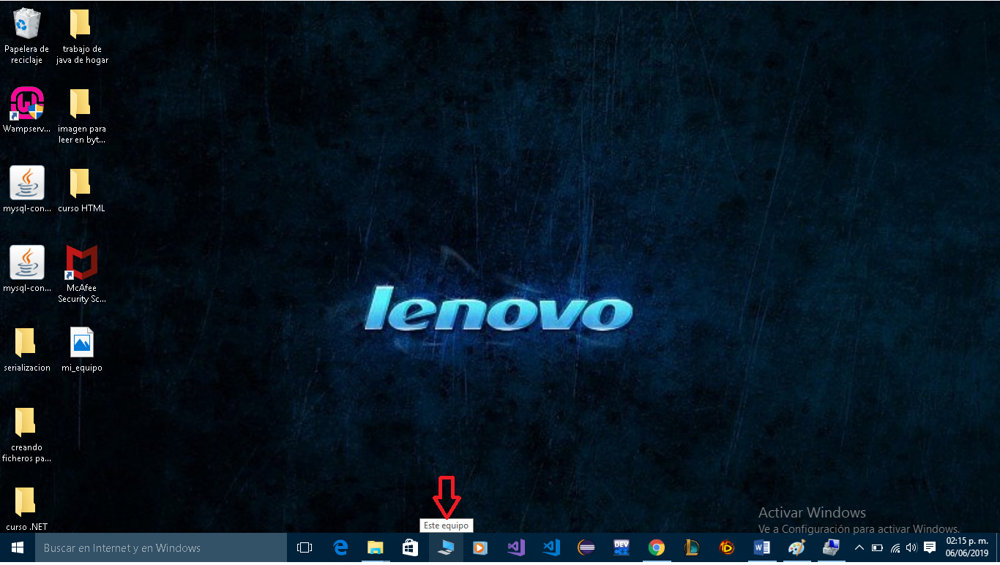 Papelera de
reciclaje
trabajo de
java de hogar
Wampserv...
imagen para
leer en byt...
mysql-con...
curso HTML
mysql-con...
McAfee
Security Sc...
serializacion
mi_equipo
creando
ficheros pa...
curso .NET
lenovo
Activar Windows
Ve a Configuración para activar Windows.
Este equipo
Buscar en Internet y en Windows
DEV
C++
W
02:15 p. m.
06/06/2019